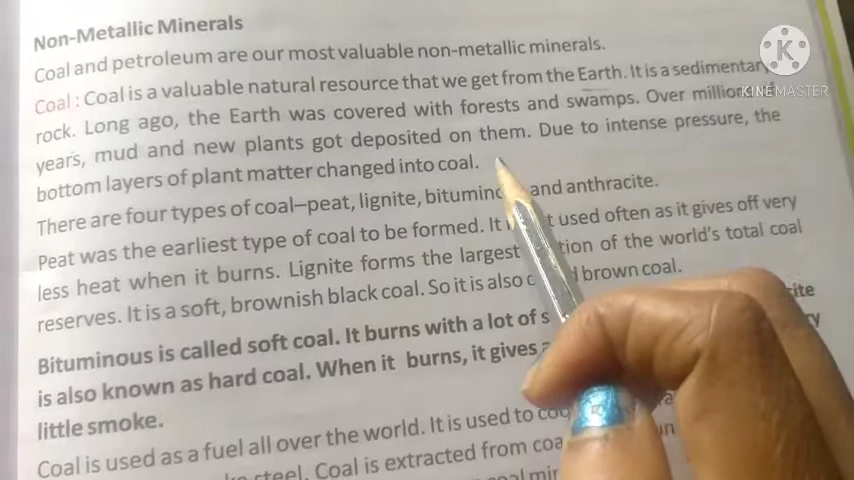 Non-Metallic Minerals
Coal and petroleum are our most valuable non-metallic minerals.
Coal : Coal is a valuable natural resource that we get from the Earth. It is a sedimentary
rock. Long ago, the Earth was covered with forests and swamps. Over millions of
years, mud and new plants got deposited on them. Due to intense pressure, the
bottom layers of plant matter changed into coal.
There are four types of coal–peat, lignite, and anthracite.
Peat was the earliest type of coal to be formed. It used often as it gives off very
less heat when it burns. Lignite forms the largest of the world's total coal
reserves. It is a soft, brownish black coal. So it is also brown coal.
Bituminous is called soft coal. It burns with a lot of
is also known as hard coal. When it burns, it gives
little smoke.
Coal is used as a fuel all over the world. It is used to
steel. Coal is extracted from
K
KINEMASTER